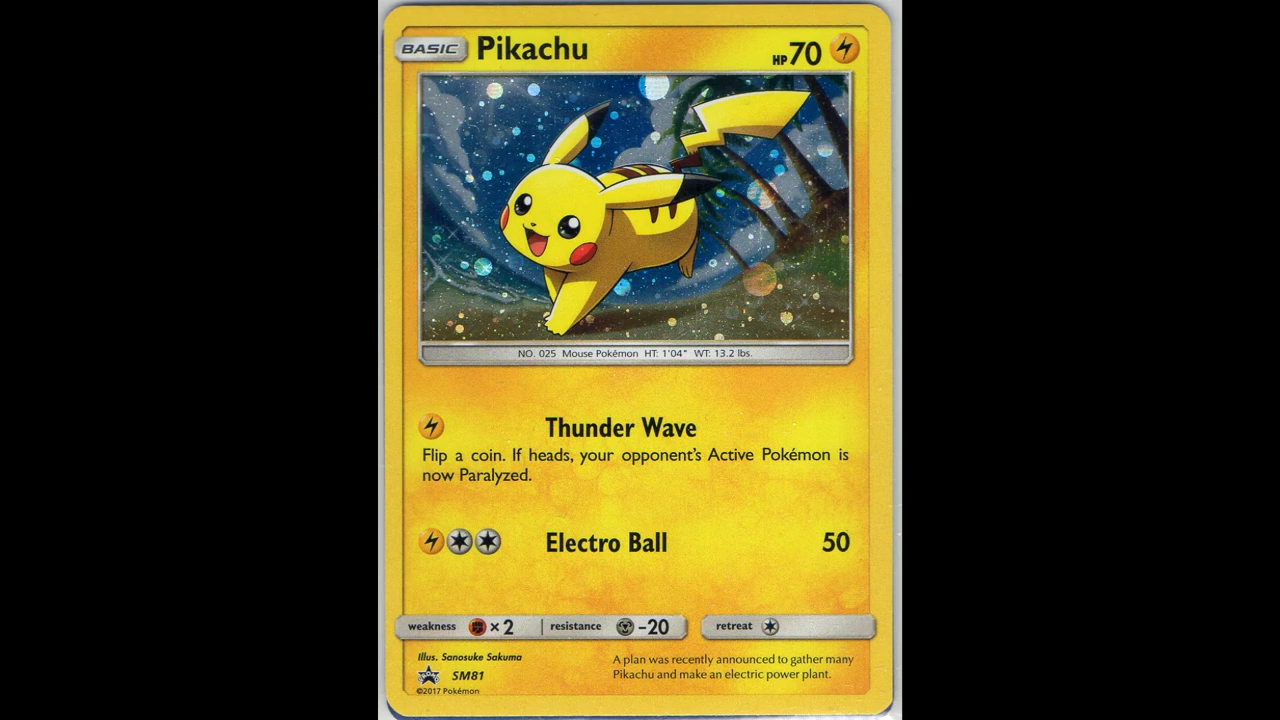 BASIC Pikachu HP 70
NO. 025 Mouse Pokémon HT: 1'04" WT: 13.2 lbs.
Thunder Wave
Flip a coin. If heads, your opponent's Active Pokémon is
now Paralyzed.
Electro Ball 50
weakness × 2 resistance –20 retreat
Illus. Sanosuke Sakuma
SM81
©2017 Pokémon
A plan was recently announced to gather many
Pikachu and make an electric power plant.